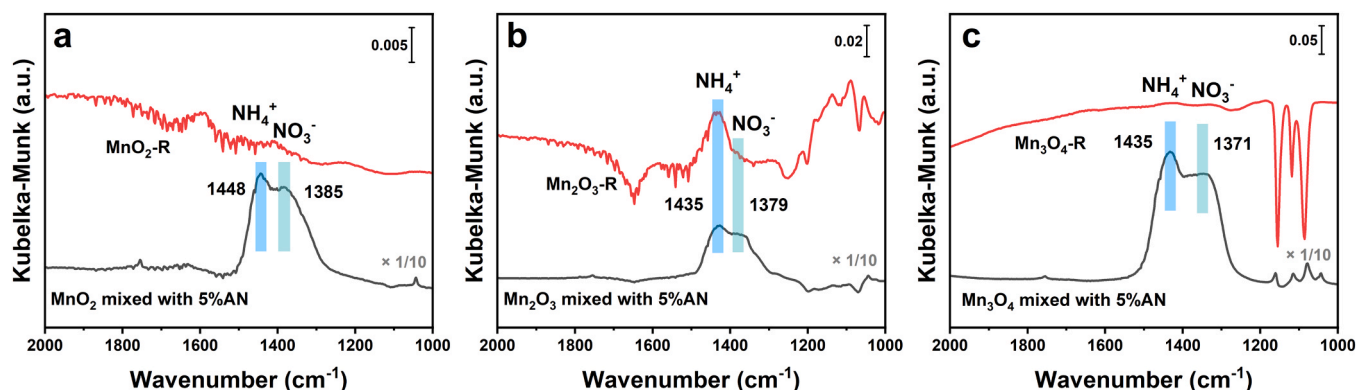 a
0.005
NH₄⁺
NO₃⁻
MnO₂-R
1448
1385
× 1/10
MnO₂ mixed with 5%AN
Kubelka-Munk (a.u.)
2000 1800 1600 1400 1200 1000
Wavenumber (cm⁻¹)
b
0.02
NH₄⁺
NO₃⁻
Mn₂O₃-R
1435
1379
× 1/10
Mn₂O₃ mixed with 5%AN
Kubelka-Munk (a.u.)
2000 1800 1600 1400 1200 1000
Wavenumber (cm⁻¹)
c
0.05
NH₄⁺
NO₃⁻
Mn₃O₄-R
1435
1371
× 1/10
Mn₃O₄ mixed with 5%AN
Kubelka-Munk (a.u.)
2000 1800 1600 1400 1200 1000
Wavenumber (cm⁻¹)